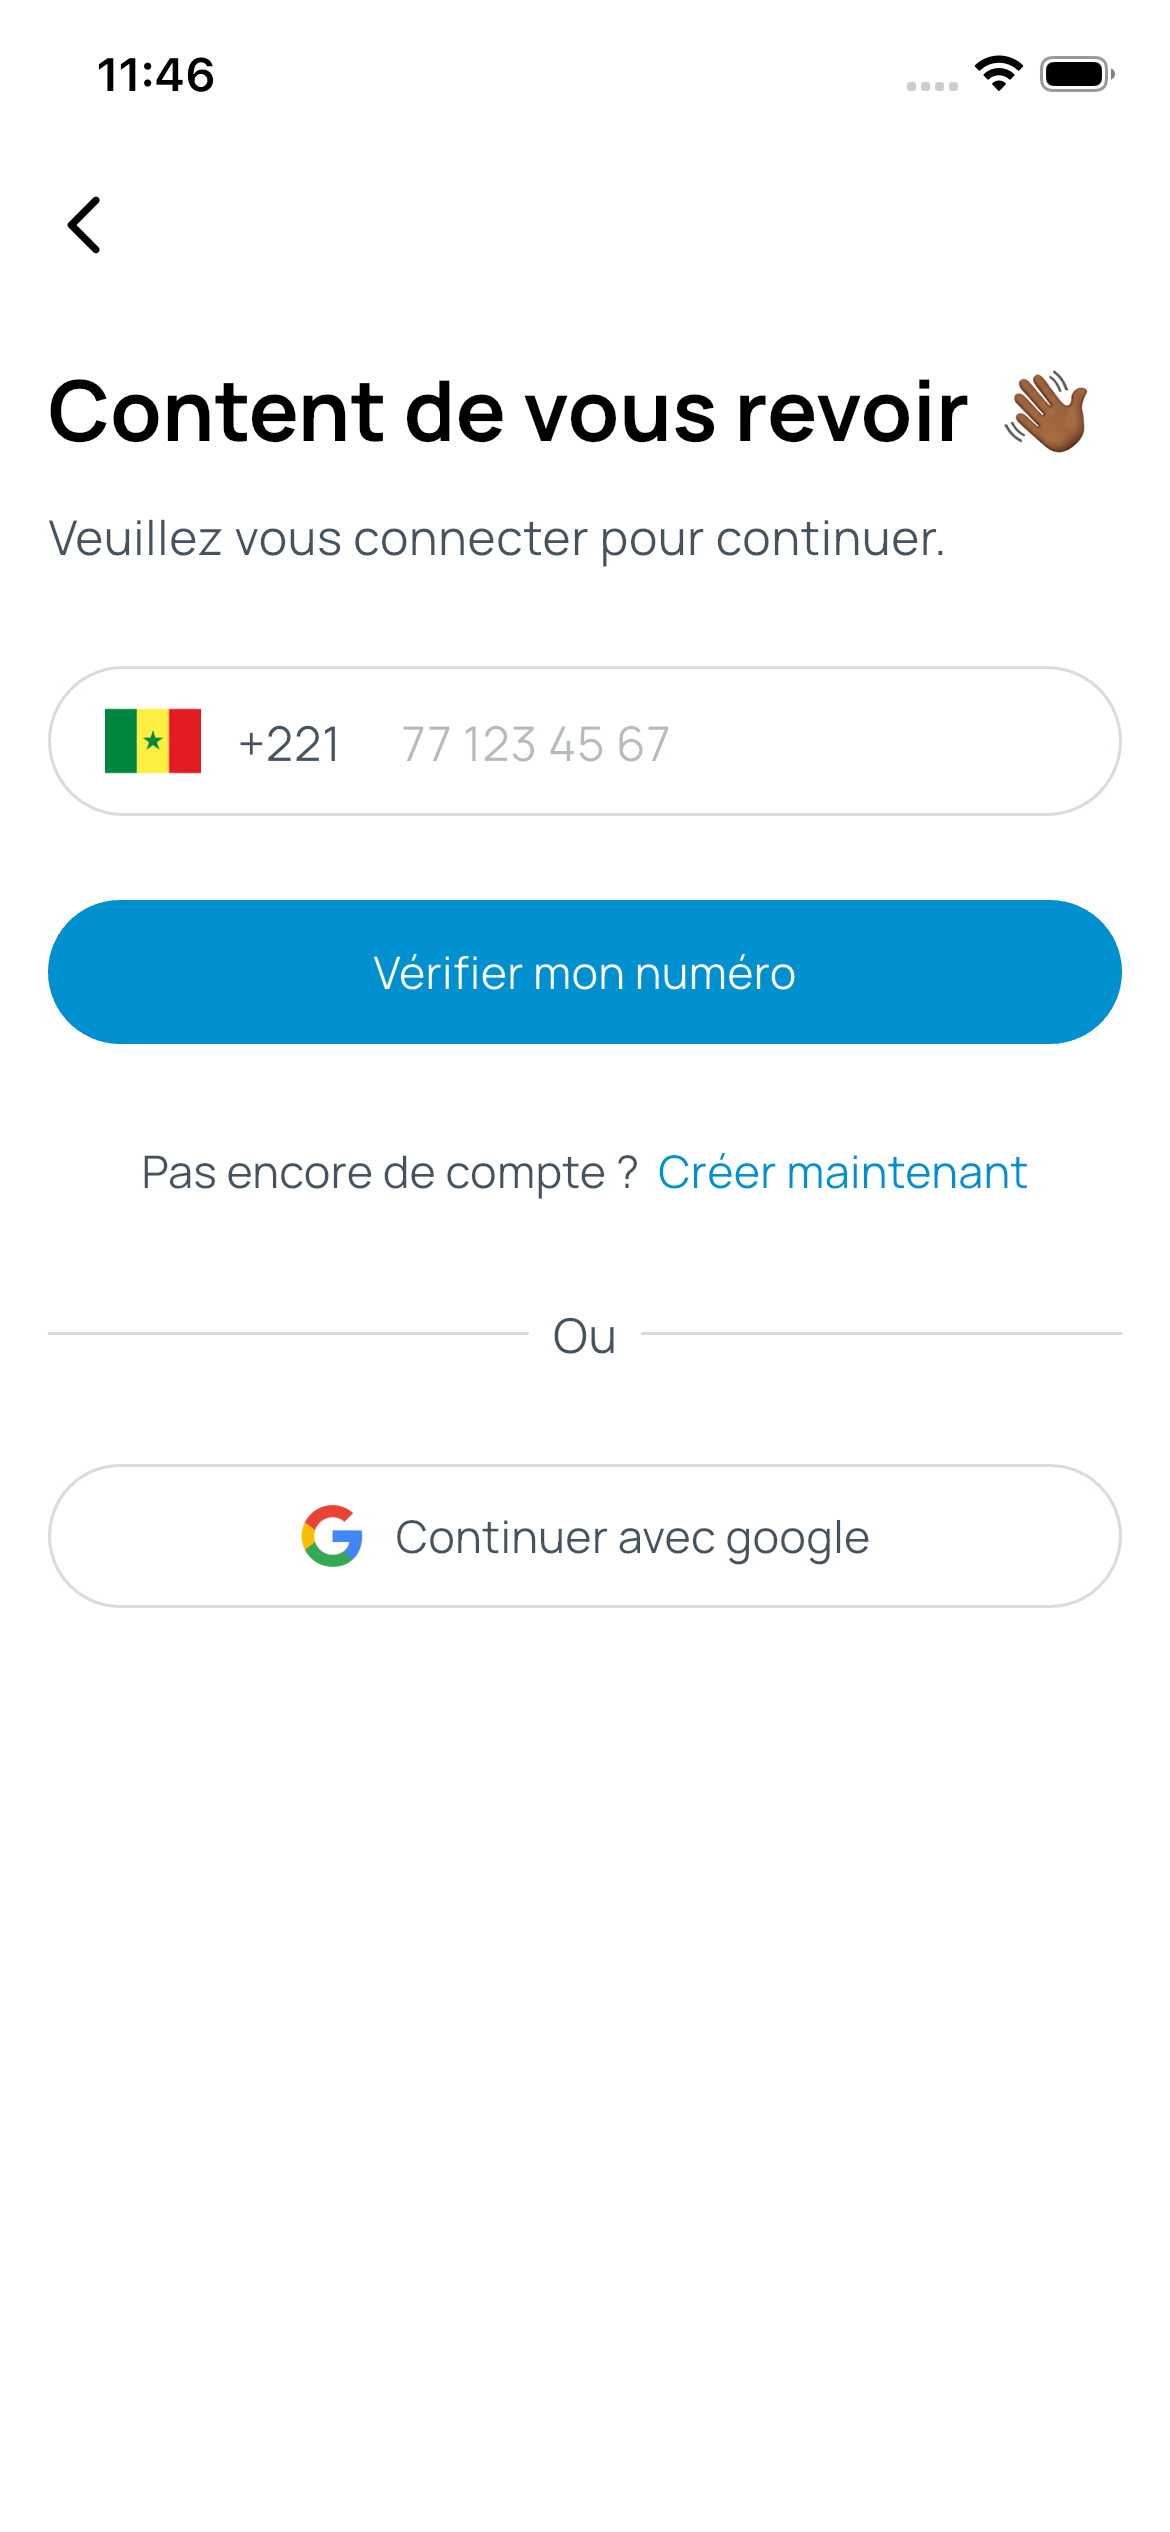 11:46
Content de vous revoir 👋🏾
Veuillez vous connecter pour continuer.
+221 77 123 45 67
Vérifier mon numéro
Pas encore de compte ? Créer maintenant
Ou
Continuer avec google